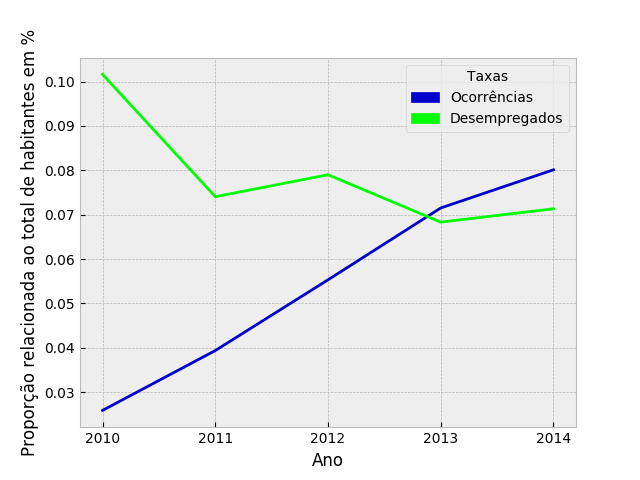 Taxas
Ocorrências
Desempregados
Proporção relacionada ao total de habitantes em %
0.10
0.09
0.08
0.07
0.06
0.05
0.04
0.03
2010 2011 2012 2013 2014
Ano